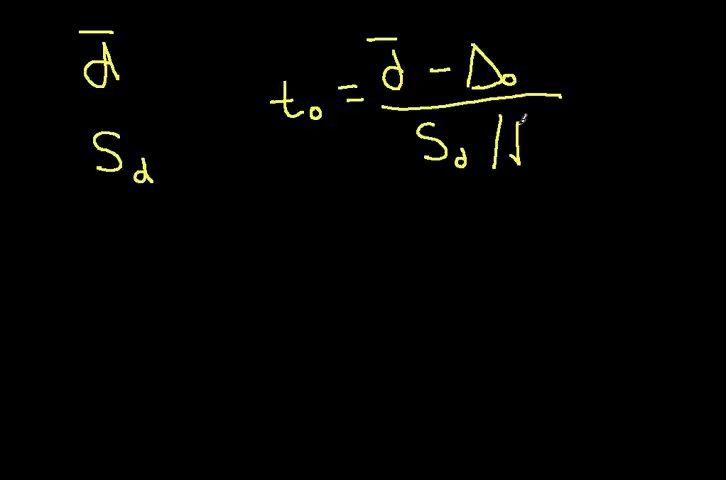 d̄
S_d
t₀ = (d̄ - Δ₀) / (S_d / √